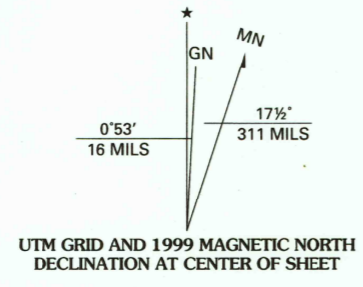 ★
GN
MN
0°53′
16 MILS
17½°
311 MILS
UTM GRID AND 1999 MAGNETIC NORTH
DECLINATION AT CENTER OF SHEET